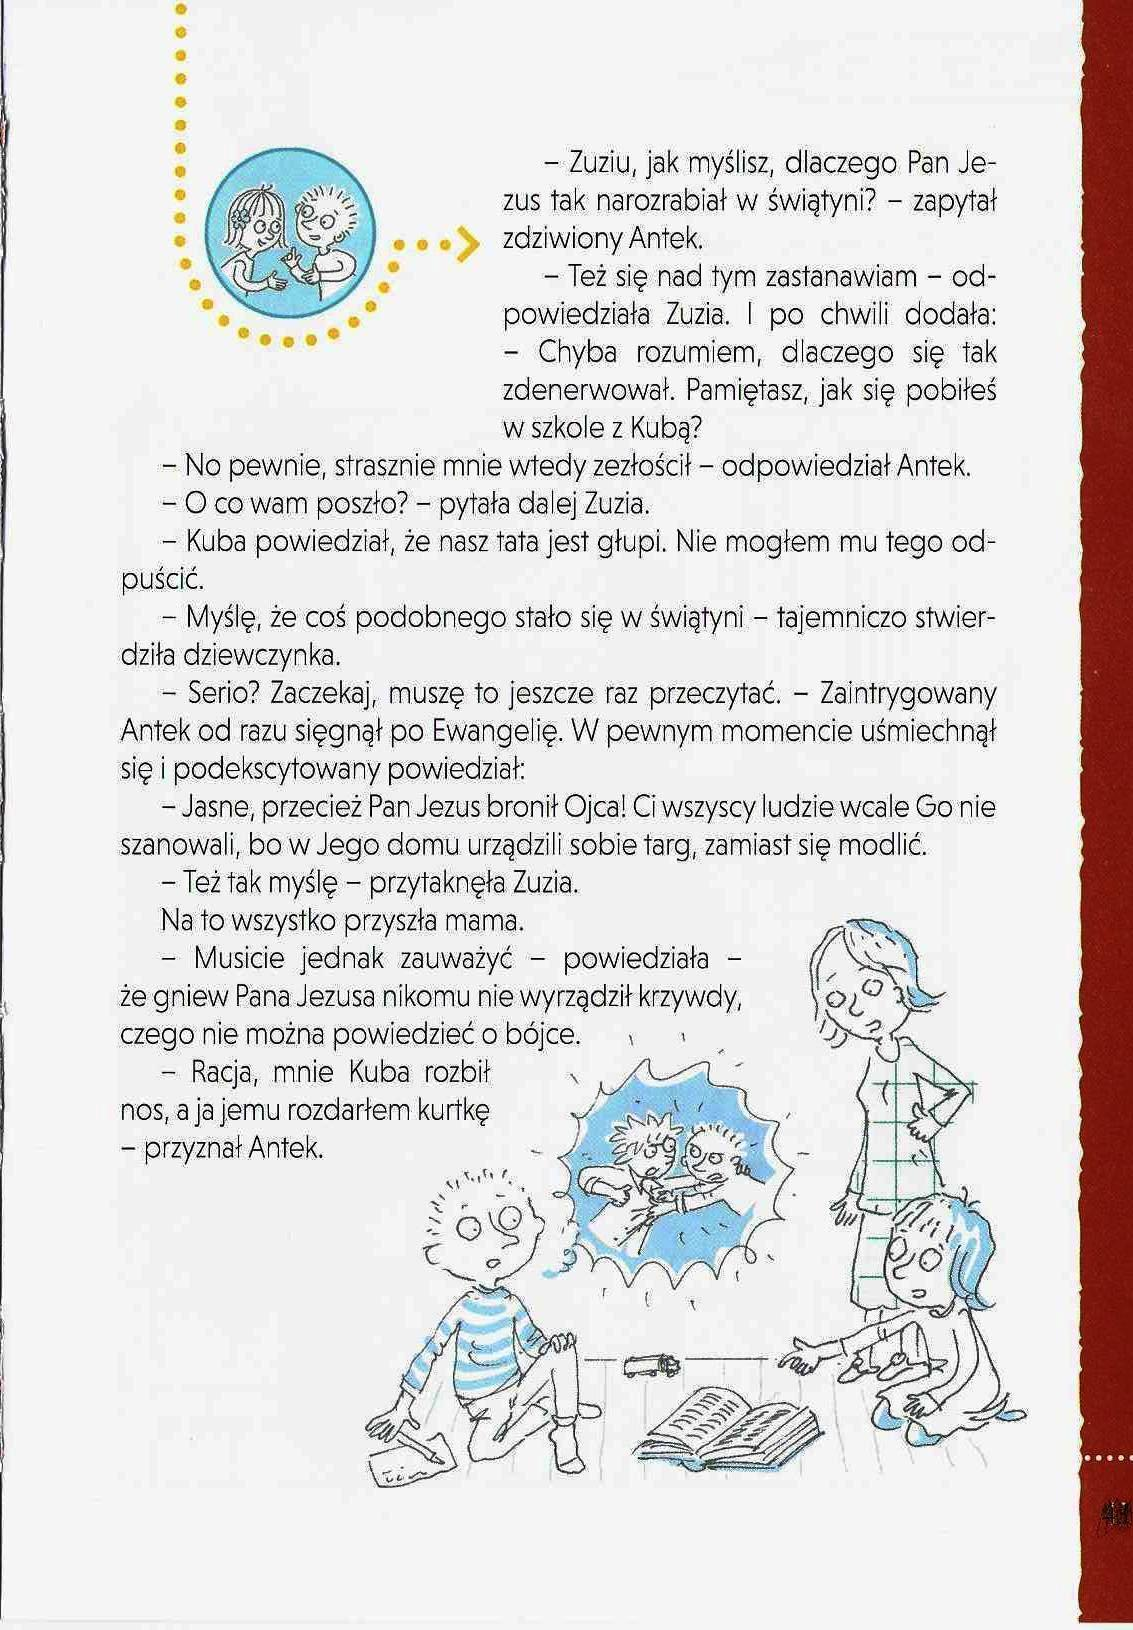 – Zuziu, jak myślisz, dlaczego Pan Je-
zus tak narozrabiał w świątyni? – zapytał
zdziwiony Antek.
– Też się nad tym zastanawiam – od-
powiedziała Zuzia. I po chwili dodała:
– Chyba rozumiem, dlaczego się tak
zdenerwował. Pamiętasz, jak się pobiłeś
w szkole z Kubą?
– No pewnie, strasznie mnie wtedy zezłościł – odpowiedział Antek.
– O co wam poszło? – pytała dalej Zuzia.
– Kuba powiedział, że nasz tata jest głupi. Nie mogłem mu tego od-
puścić.
– Myślę, że coś podobnego stało się w świątyni – tajemniczo stwier-
dziła dziewczynka.
– Serio? Zaczekaj, muszę to jeszcze raz przeczytać. – Zaintrygowany
Antek od razu sięgnął po Ewangelię. W pewnym momencie uśmiechnął
się i podekscytowany powiedział:
– Jasne, przecież Pan Jezus bronił Ojca! Ci wszyscy ludzie wcale Go nie
szanowali, bo w Jego domu urządzili sobie targ, zamiast się modlić.
– Też tak myślę – przytaknęła Zuzia.
Na to wszystko przyszła mama.
– Musicie jednak zauważyć – powiedziała –
że gniew Pana Jezusa nikomu nie wyrządził krzywdy,
czego nie można powiedzieć o bójce.
– Racja, mnie Kuba rozbił
nos, a ja jemu rozdarłem kurtkę
– przyznał Antek.